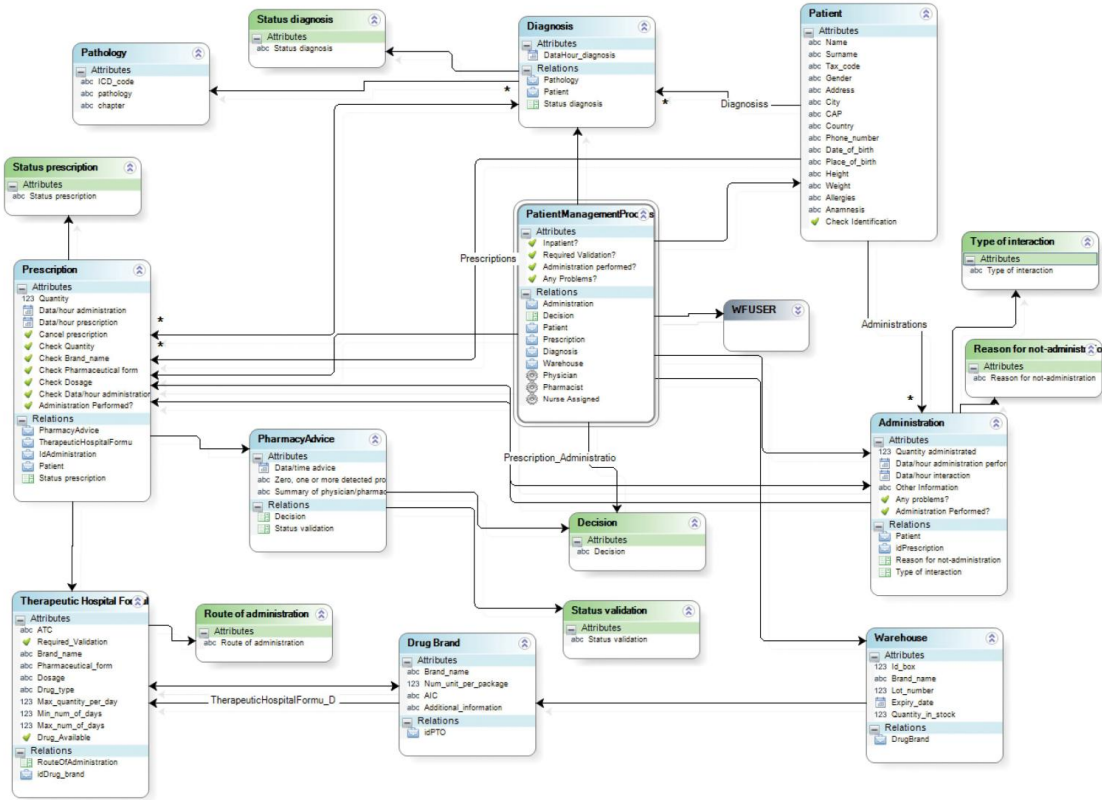 Status diagnosis
Attributes
abc Status diagnosis
Pathology
Attributes
abc ICD_code
abc pathology
abc chapter
Diagnosis
Attributes
DataHour_diagnosis
Relations
Pathology
Patient
Status diagnosis
*
*
Diagnosiss
Patient
Attributes
abc Name
abc Surname
abc Tax_code
abc Gender
abc Address
abc City
abc CAP
abc Country
abc Phone_number
abc Date_of_birth
abc Place_of_birth
abc Height
abc Weight
abc Allergies
abc Anamnesis
Check Identification
Status prescription
Attributes
abc Status prescription
Prescription
Attributes
123 Quantity
Data/hour administration
Data/hour prescription
Cancel prescription
Check Quantity
Check Brand_name
Check Pharmaceutical form
Check Dosage
Check Data/hour administration
Administration Performed?
Relations
PharmacyAdvice
TherapeuticHospitalFormu
IdAdministration
Patient
Status prescription
*
*
Prescriptions
PatientManagementProces
Attributes
Inpatient?
Required Validation?
Administration performed?
Any Problems?
Relations
Administration
Decision
Patient
Prescription
Diagnosis
Warehouse
Physician
Pharmacist
Nurse Assigned
WFUSER
Type of interaction
Attributes
abc Type of interaction
Administrations
Reason for not-administratio
Attributes
abc Reason for not-administration
*
Administration
Attributes
123 Quantity administrated
Data/hour administration perfor
Data/hour interaction
abc Other Information
Any problems?
Administration Performed?
Relations
Patient
idPrescription
Reason for not-administration
Type of interaction
PharmacyAdvice
Attributes
Data/time advice
abc Zero, one or more detected pro
abc Summary of physician/pharmac
Relations
Decision
Status validation
Prescription_Administratio
Decision
Attributes
abc Decision
Therapeutic Hospital Formul
Attributes
abc ATC
Required_Validation
abc Brand_name
abc Pharmaceutical_form
abc Dosage
abc Drug_type
123 Max_quantity_per_day
123 Min_num_of_days
123 Max_num_of_days
Drug_Available
Relations
RouteOfAdministration
idDrug_brand
Route of administration
Attributes
abc Route of administration
TherapeuticHospitalFormu_D
Drug Brand
Attributes
abc Brand_name
123 Num_unit_per_package
abc AIC
abc Additional_information
Relations
idPTO
Status validation
Attributes
abc Status validation
Warehouse
Attributes
123 Id_box
abc Brand_name
123 Lot_number
Expiry_date
123 Quantity_in_stock
Relations
DrugBrand